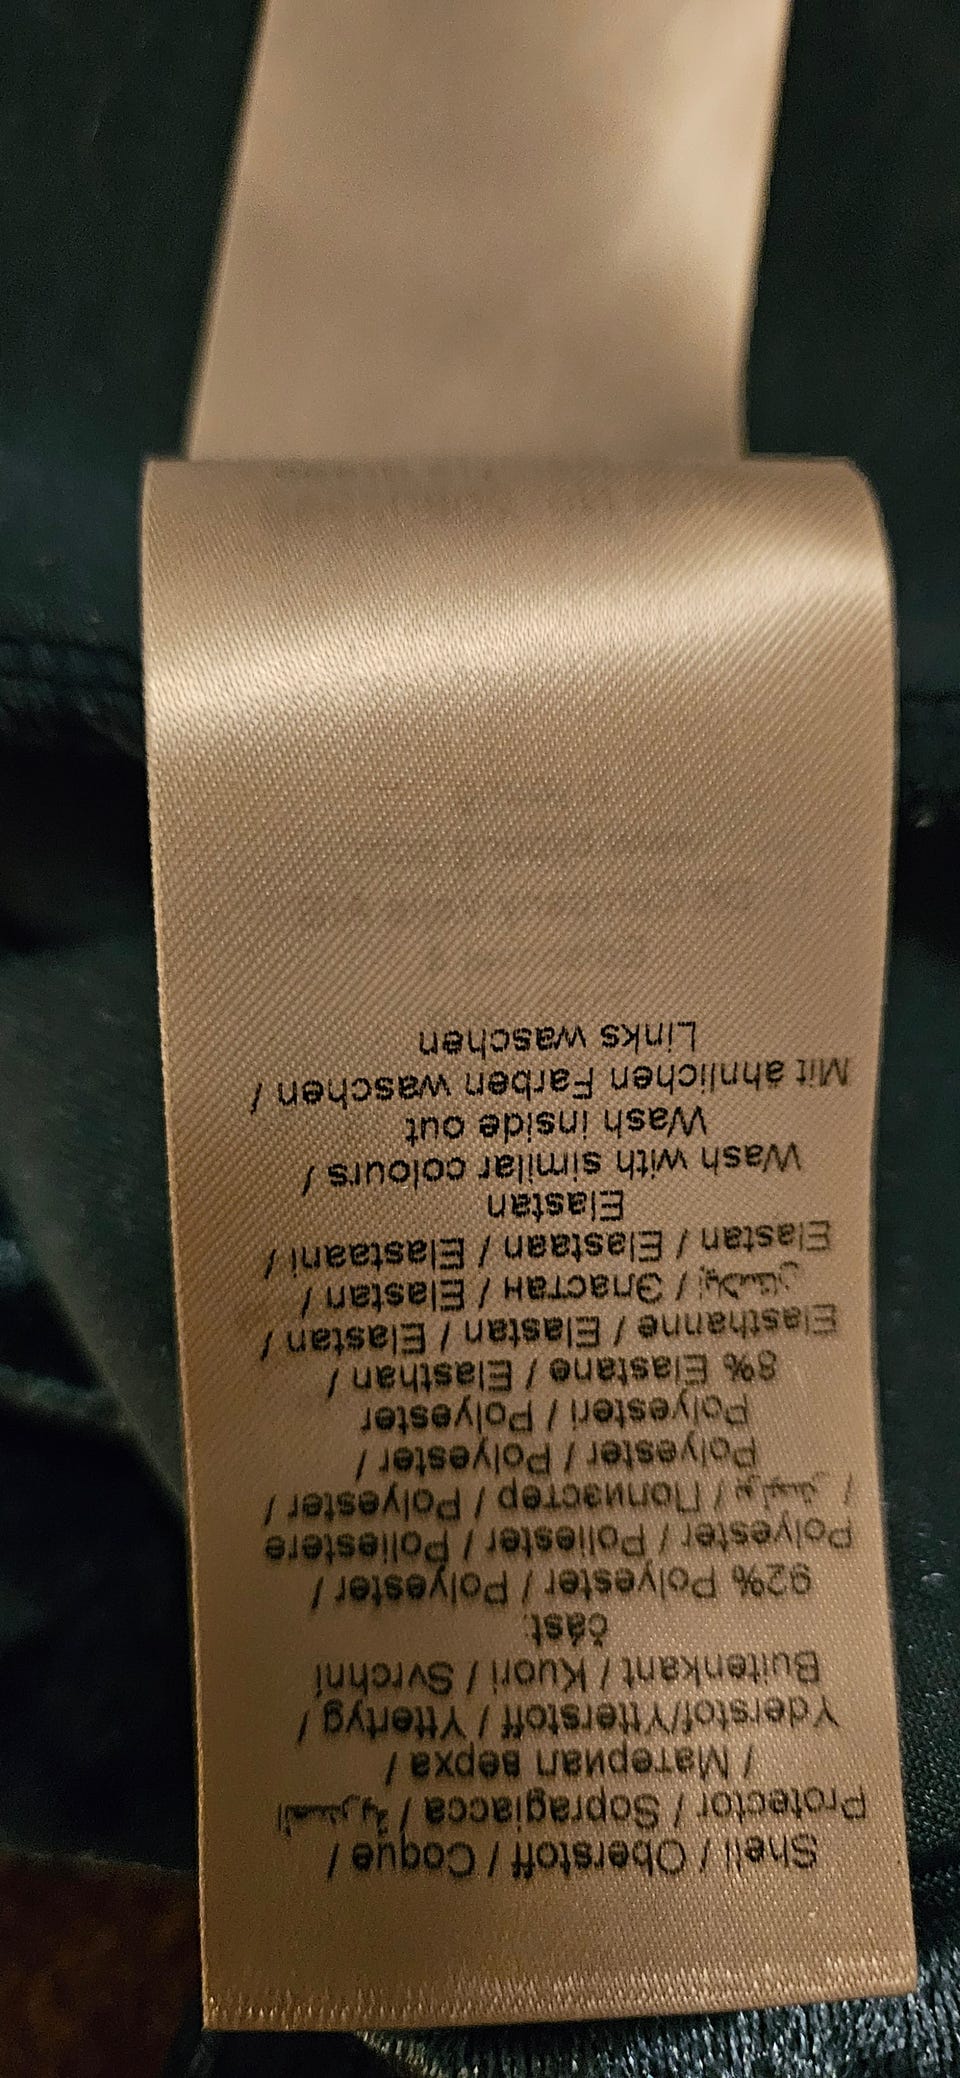 Shell / Oberstoff / Coque /
Protector / Sopragiacca / السترة
/ Материал верха /
Yderstof/Ytterstoff / Yttertyg /
Buitenkant / Kuori / Svrchní
část.
92% Polyester / Polyester /
Polyester / Poliester / Poliestere
/ بوليستر / Полиэстер / Polyester /
Polyester / Polyester /
Polyesteri / Polyester
8% Elastane / Elasthan /
Elasthanne / Elastan / Elastan /
إيلاستان / Эластан / Elastan /
Elastan / Elastaan / Elastaani /
Elastan
Wash with similar colours /
Wash inside out
Mit ähnlichen Farben waschen /
Links waschen